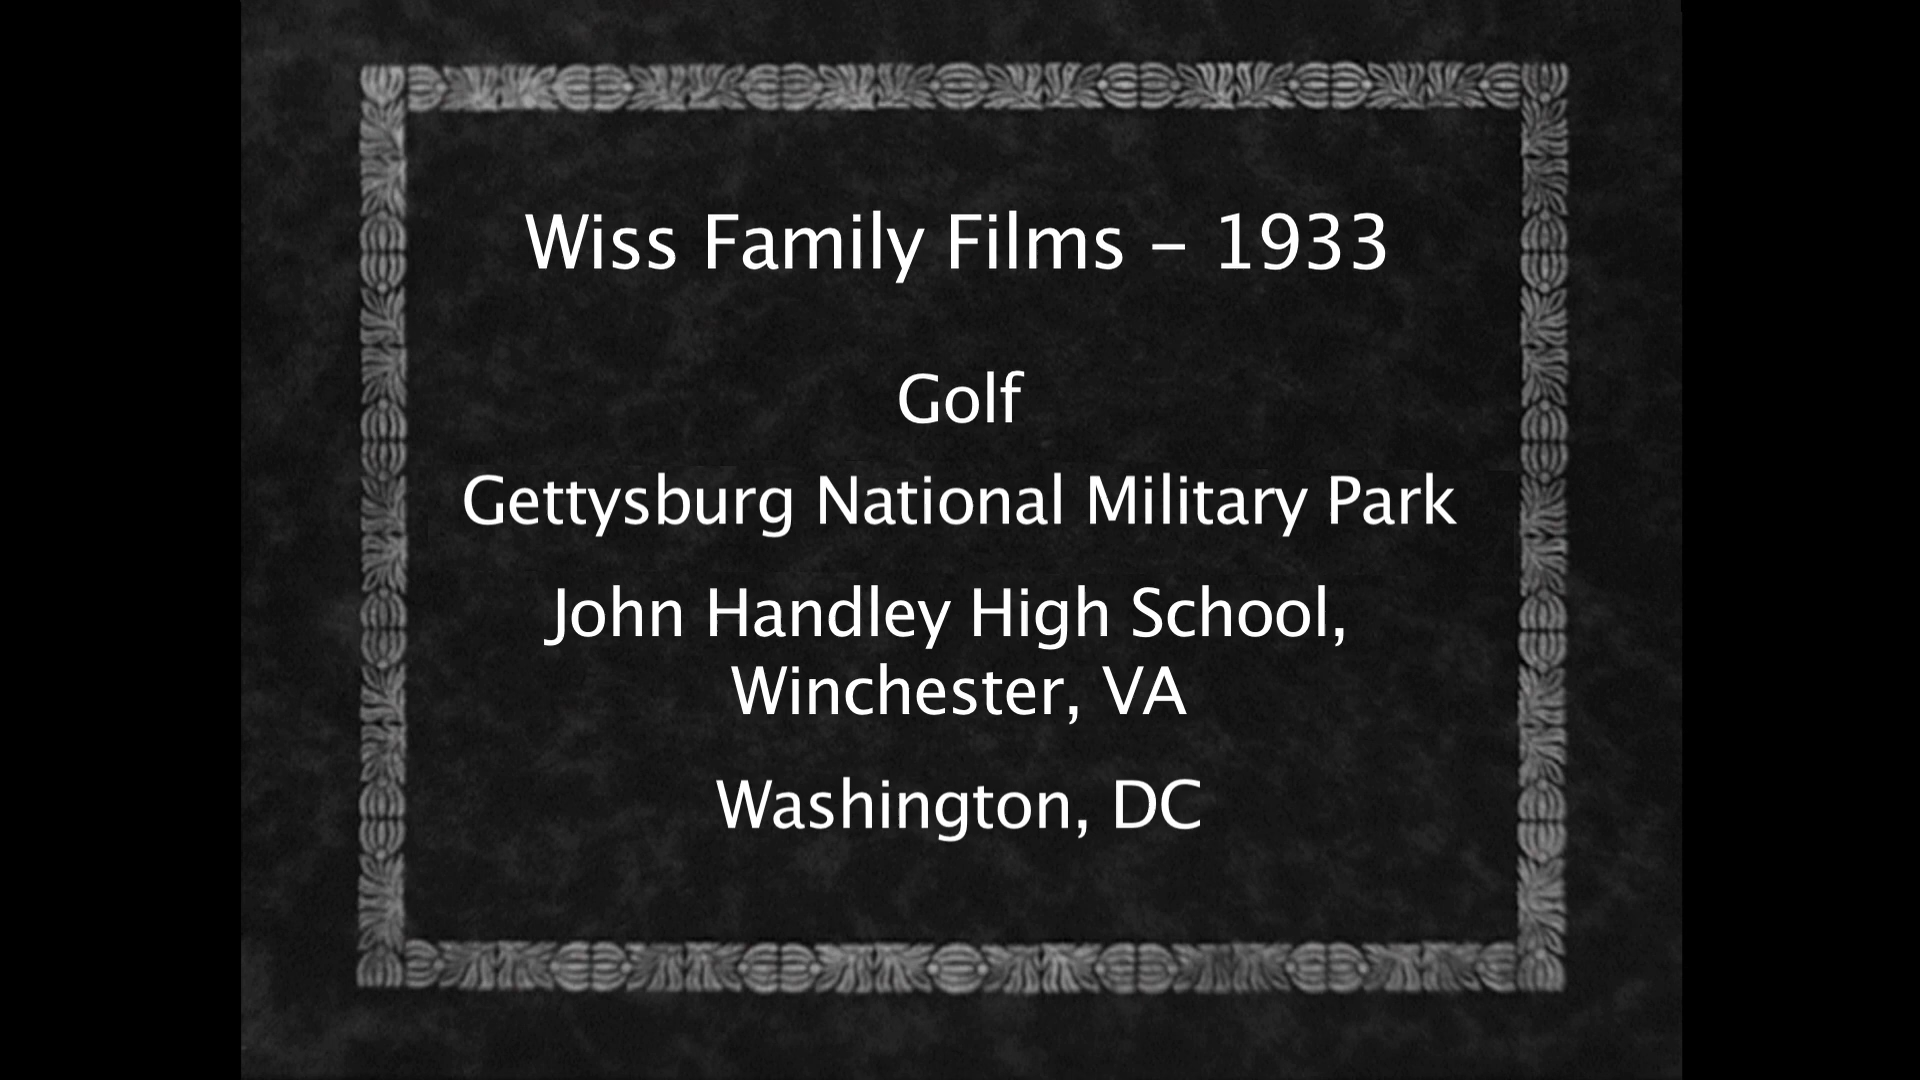 Wiss Family Films – 1933
Golf
Gettysburg National Military Park
John Handley High School,
Winchester, VA
Washington, DC